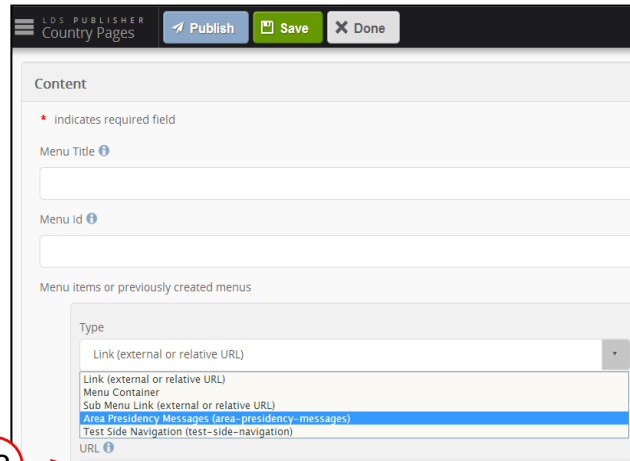 LDS PUBLISHER
Country Pages
Publish
Save
Done
Content
* indicates required field
Menu Title
Menu Id
Menu items or previously created menus
Type
Link (external or relative URL)
Link (external or relative URL)
Menu Container
Sub Menu Link (external or relative URL)
Area Presidency Messages (area-presidency-messages)
Test Side Navigation (test-side-navigation)
URL